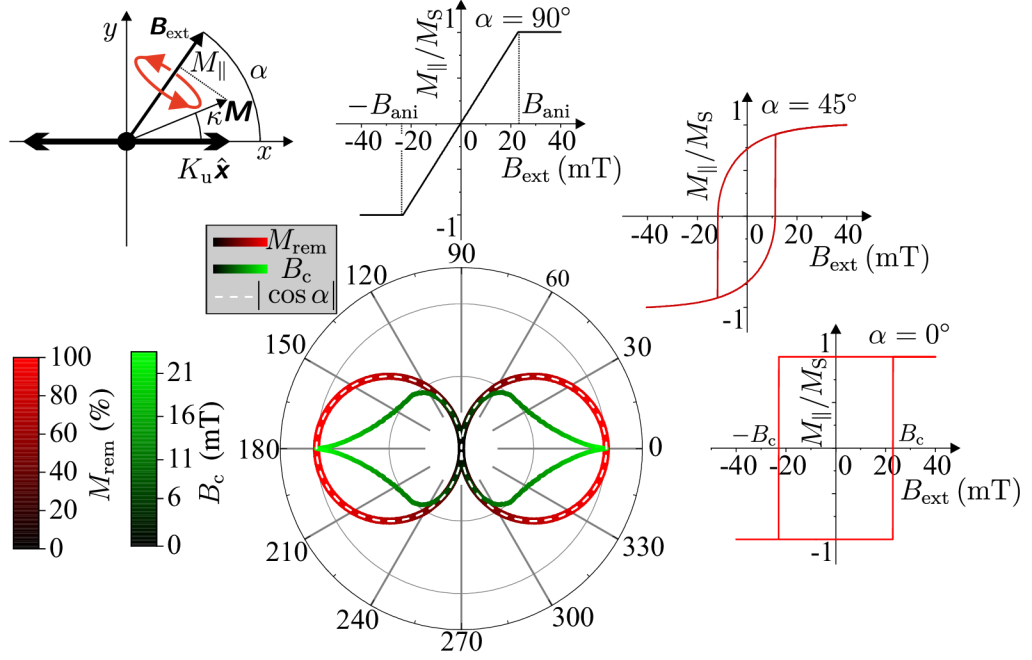 y
B_ext
M_∥
α
κ
M
K_u x̂
x
M_∥/M_S
1
α = 90°
−B_ani
B_ani
-40 -20 0 20 40
B_ext (mT)
-1
M_∥/M_S
1
α = 45°
-40 -20 0 20 40
B_ext (mT)
-1
M_rem
B_c
|cos α|
90
120
60
150
30
180
0
210
330
240
300
270
100
80
60
40
20
0
M_rem (%)
21
16
11
6
0
B_c (mT)
M_∥/M_S
1
α = 0°
−B_c
B_c
-40 -20 0 20 40
B_ext (mT)
-1